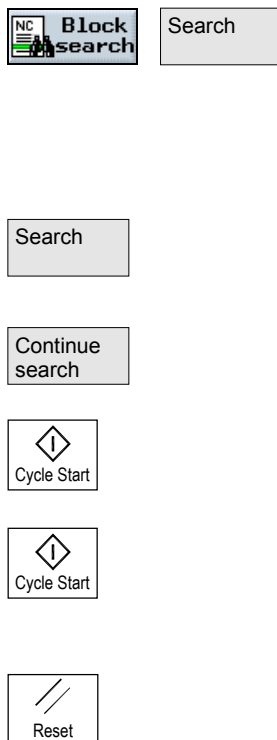 NC Block
search
Search
Search
Continue
search
Cycle Start
Cycle Start
Reset